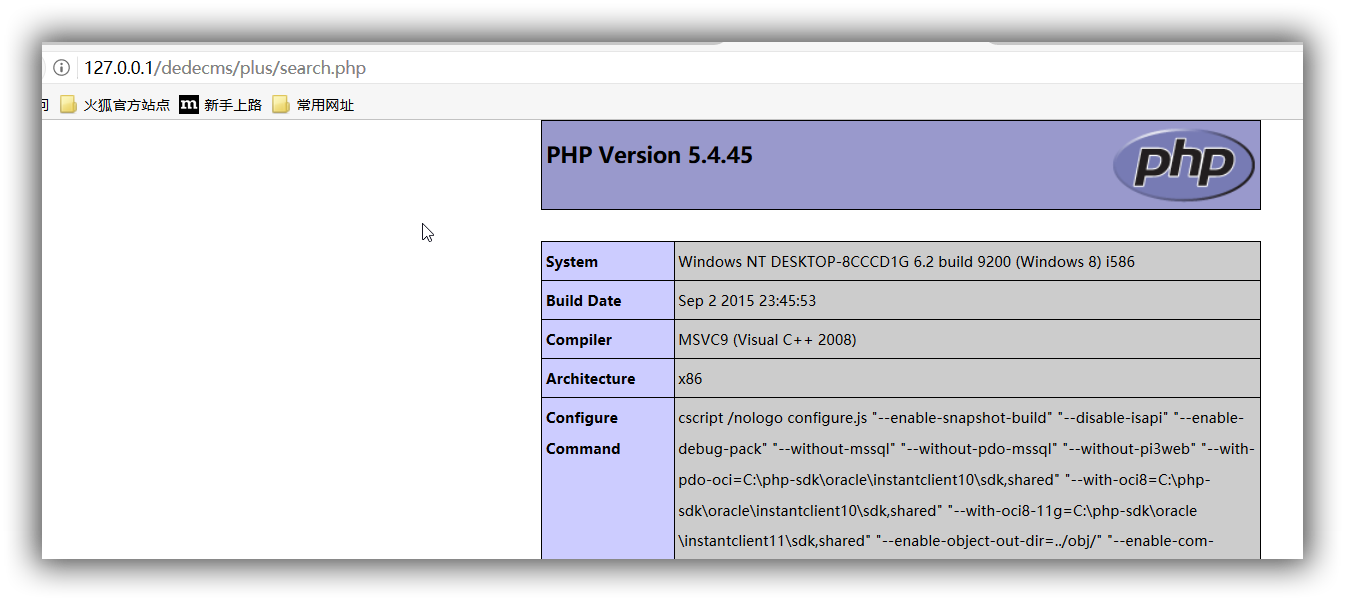 127.0.0.1/dedecms/plus/search.php
火狐官方站点 新手上路 常用网址
PHP Version 5.4.45
php
System Windows NT DESKTOP-8CCCD1G 6.2 build 9200 (Windows 8) i586
Build Date Sep 2 2015 23:45:53
Compiler MSVC9 (Visual C++ 2008)
Architecture x86
Configure Command cscript /nologo configure.js "--enable-snapshot-build" "--disable-isapi" "--enable-
debug-pack" "--without-mssql" "--without-pdo-mssql" "--without-pi3web" "--with-
pdo-oci=C:\php-sdk\oracle\instantclient10\sdk,shared" "--with-oci8=C:\php-
sdk\oracle\instantclient10\sdk,shared" "--with-oci8-11g=C:\php-sdk\oracle
\instantclient11\sdk,shared" "--enable-object-out-dir=../obj/" "--enable-com-